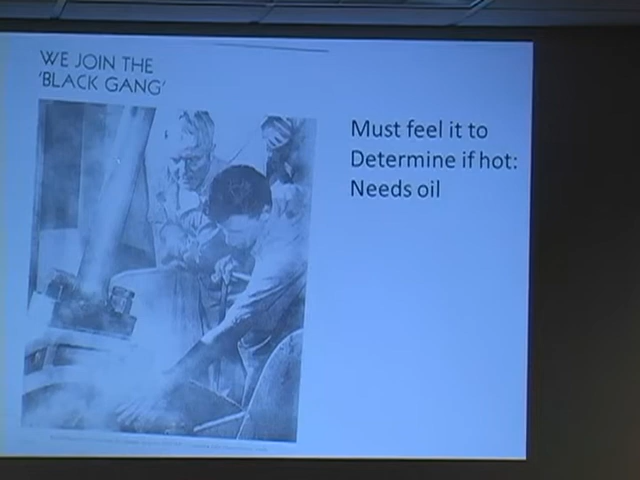 WE JOIN THE
'BLACK GANG'
Must feel it to
Determine if hot:
Needs oil